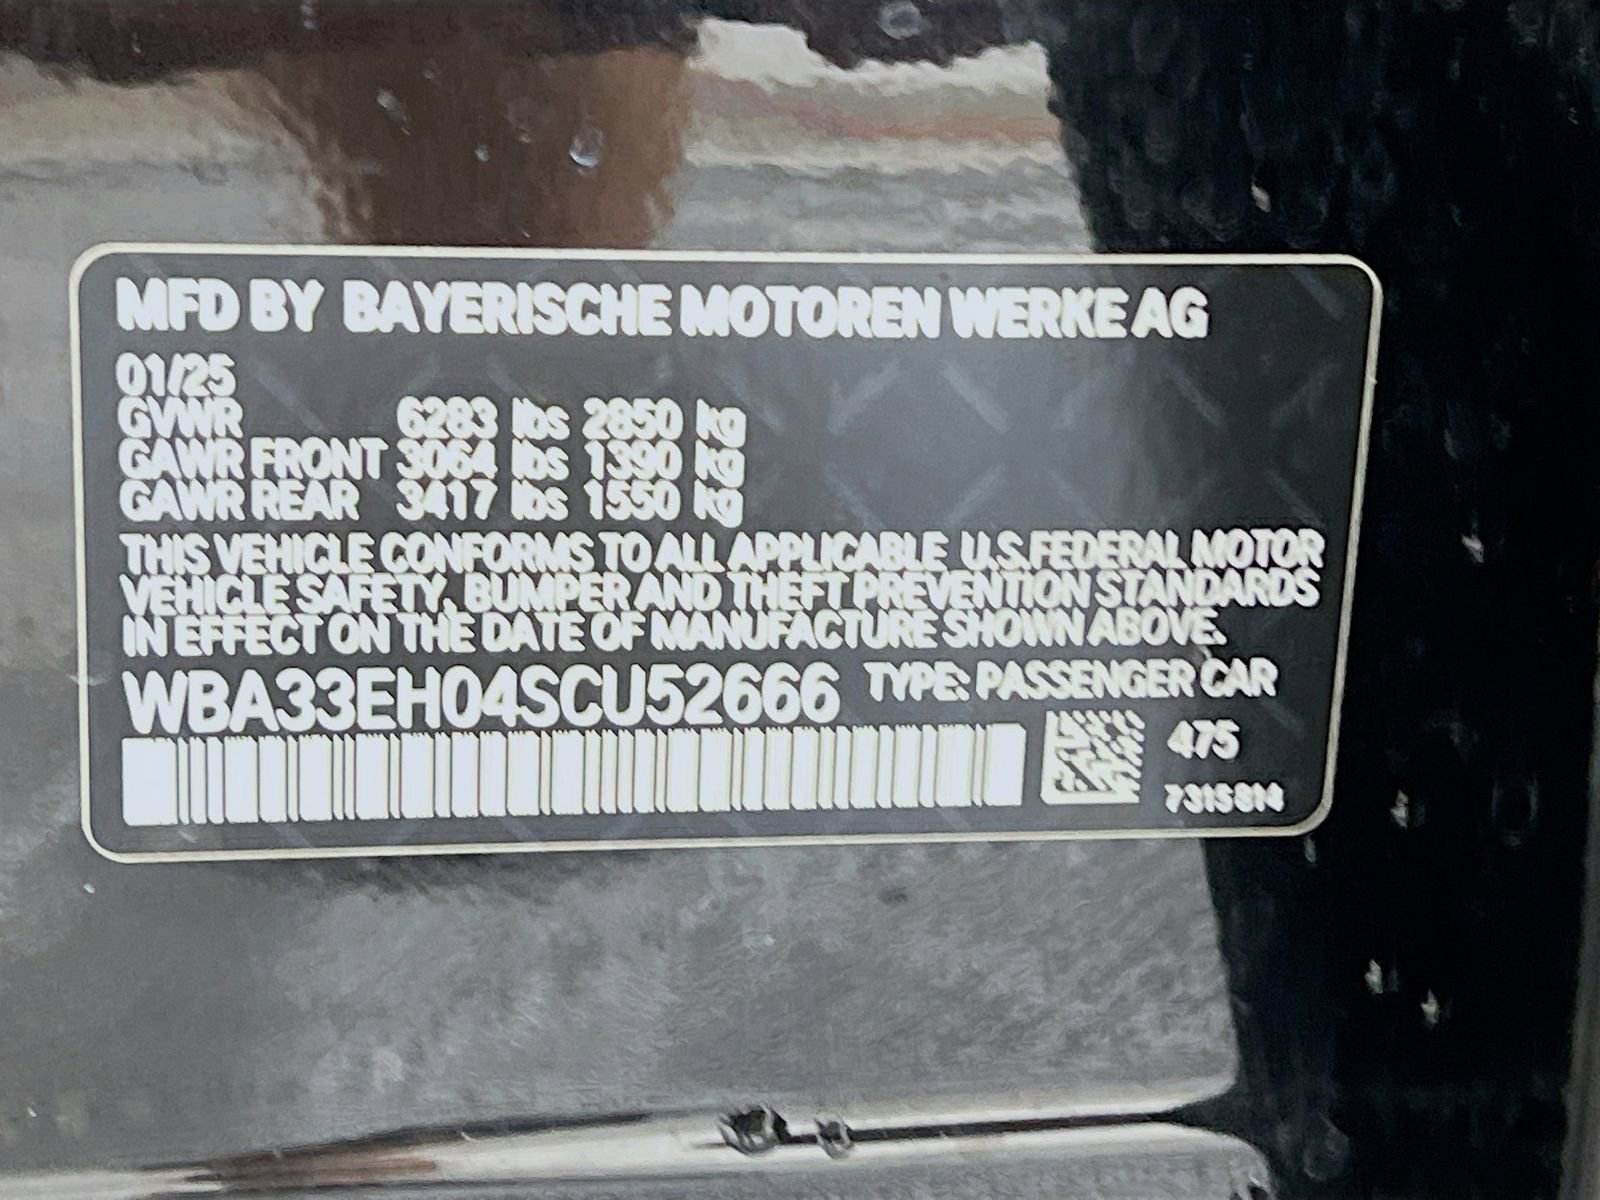 MFD BY BAYERISCHE MOTOREN WERKE AG
01/25
GVWR 6283 lbs 2850 kg
GAWR FRONT 3064 lbs 1390 kg
GAWR REAR 3417 lbs 1550 kg
THIS VEHICLE CONFORMS TO ALL APPLICABLE U.S.FEDERAL MOTOR
VEHICLE SAFETY, BUMPER AND THEFT PREVENTION STANDARDS
IN EFFECT ON THE DATE OF MANUFACTURE SHOWN ABOVE.
WBA33EH04SCU52666 TYPE: PASSENGER CAR
475
7315814